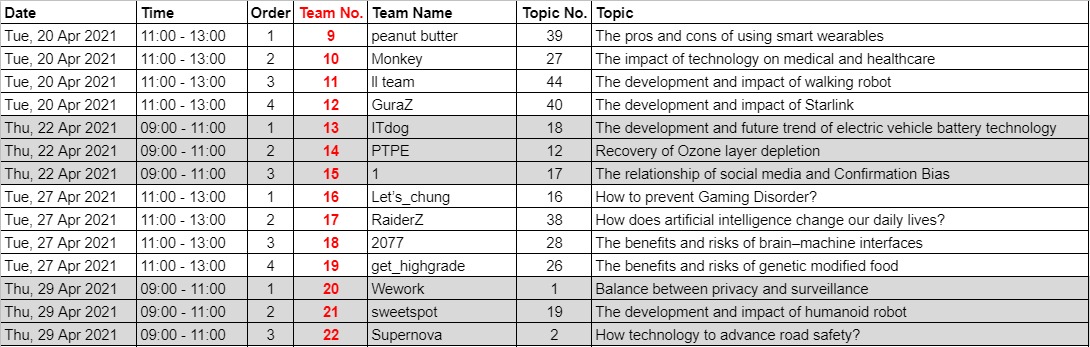 Date Time Order Team No. Team Name Topic No. Topic
Tue, 20 Apr 2021 11:00 - 13:00 1 9 peanut butter 39 The pros and cons of using smart wearables
Tue, 20 Apr 2021 11:00 - 13:00 2 10 Monkey 27 The impact of technology on medical and healthcare
Tue, 20 Apr 2021 11:00 - 13:00 3 11 ll team 44 The development and impact of walking robot
Tue, 20 Apr 2021 11:00 - 13:00 4 12 GuraZ 40 The development and impact of Starlink
Thu, 22 Apr 2021 09:00 - 11:00 1 13 ITdog 18 The development and future trend of electric vehicle battery technology
Thu, 22 Apr 2021 09:00 - 11:00 2 14 PTPE 12 Recovery of Ozone layer depletion
Thu, 22 Apr 2021 09:00 - 11:00 3 15 1 17 The relationship of social media and Confirmation Bias
Tue, 27 Apr 2021 11:00 - 13:00 1 16 Let’s_chung 16 How to prevent Gaming Disorder?
Tue, 27 Apr 2021 11:00 - 13:00 2 17 RaiderZ 38 How does artificial intelligence change our daily lives?
Tue, 27 Apr 2021 11:00 - 13:00 3 18 2077 28 The benefits and risks of brain–machine interfaces
Tue, 27 Apr 2021 11:00 - 13:00 4 19 get_highgrade 26 The benefits and risks of genetic modified food
Thu, 29 Apr 2021 09:00 - 11:00 1 20 Wework 1 Balance between privacy and surveillance
Thu, 29 Apr 2021 09:00 - 11:00 2 21 sweetspot 19 The development and impact of humanoid robot
Thu, 29 Apr 2021 09:00 - 11:00 3 22 Supernova 2 How technology to advance road safety?